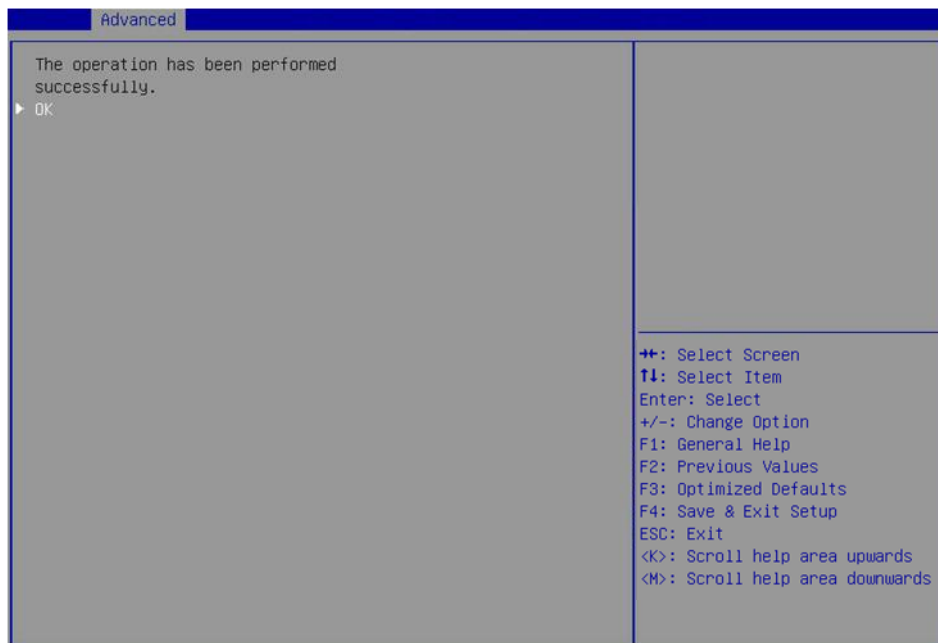 Advanced
The operation has been performed
successfully.
OK
→←: Select Screen
↑↓: Select Item
Enter: Select
+/-: Change Option
F1: General Help
F2: Previous Values
F3: Optimized Defaults
F4: Save & Exit Setup
ESC: Exit
<K>: Scroll help area upwards
<M>: Scroll help area downwards